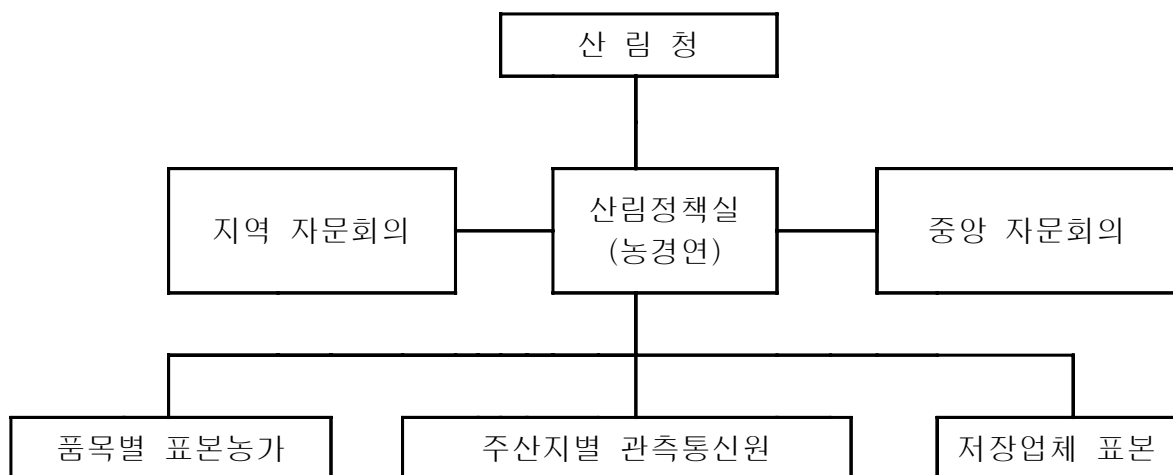 산 림 청
지역 자문회의
산림정책실
(농경연)
중앙 자문회의
품목별 표본농가
주산지별 관측통신원
저장업체 표본